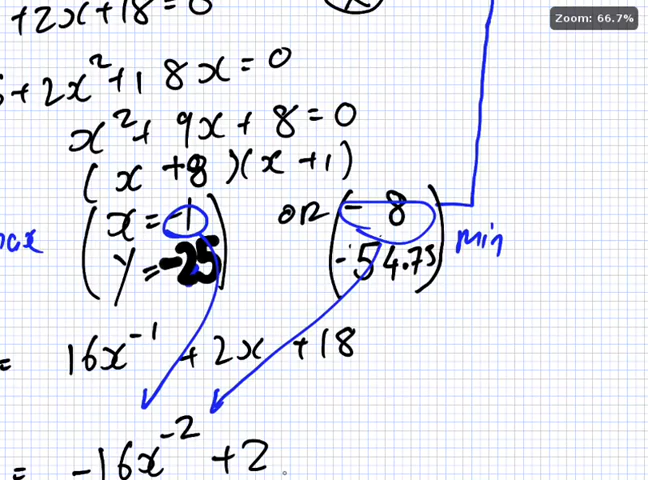 Zoom: 66.7%
+2x+18=0
+2x²+18x=0
x²+9x+8=0
(x+8)(x+1)
(x=-1 OR (-8
y=-25) -54.75) Min
= 16x⁻¹+2x+18
= -16x⁻²+2